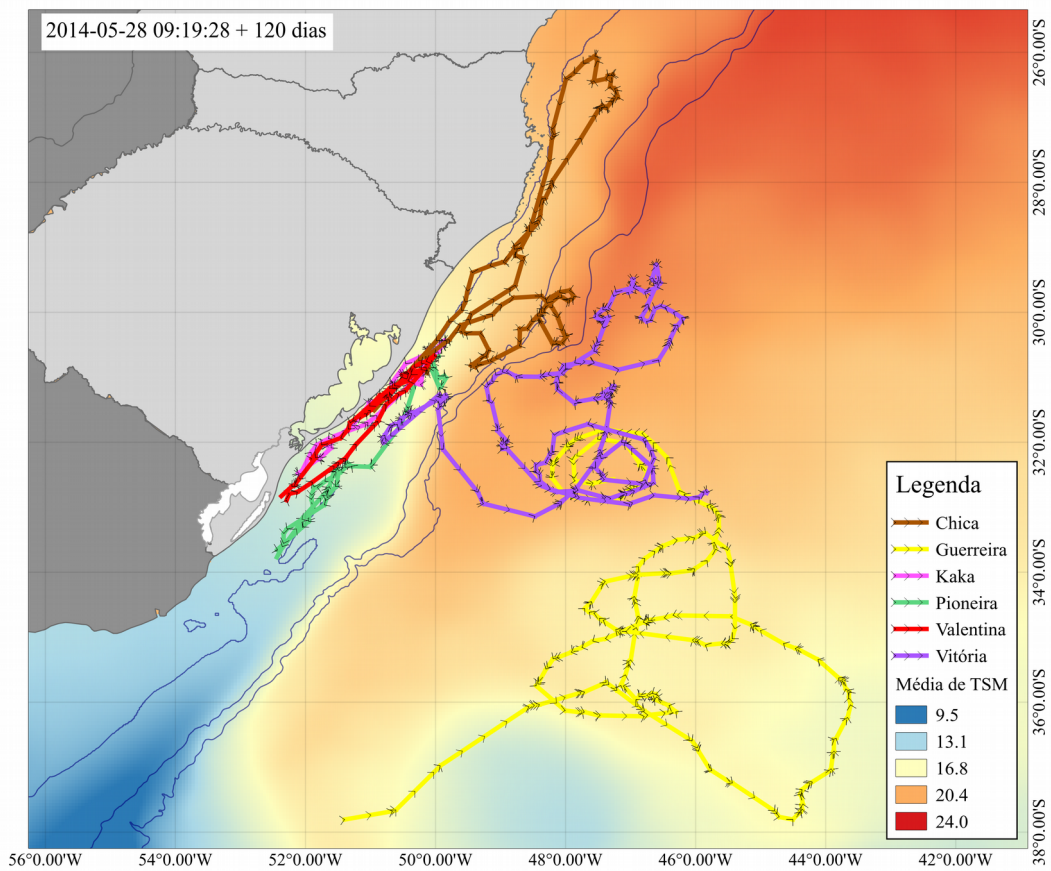 2014-05-28 09:19:28 + 120 dias
26°0.00'S
28°0.00'S
30°0.00'S
32°0.00'S
34°0.00'S
36°0.00'S
38°0.00'S
Legenda
Chica
Guerreira
Kaka
Pioneira
Valentina
Vitória
Média de TSM
9.5
13.1
16.8
20.4
24.0
56°0.00'W
54°0.00'W
52°0.00'W
50°0.00'W
48°0.00'W
46°0.00'W
44°0.00'W
42°0.00'W